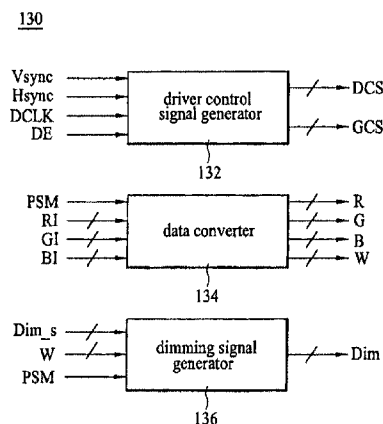 130
Vsync
Hsync
DCLK
DE
driver control
signal generator
DCS
GCS
132
PSM
RI
GI
BI
data converter
R
G
B
W
134
Dim_s
W
PSM
dimming signal
generator
Dim
136